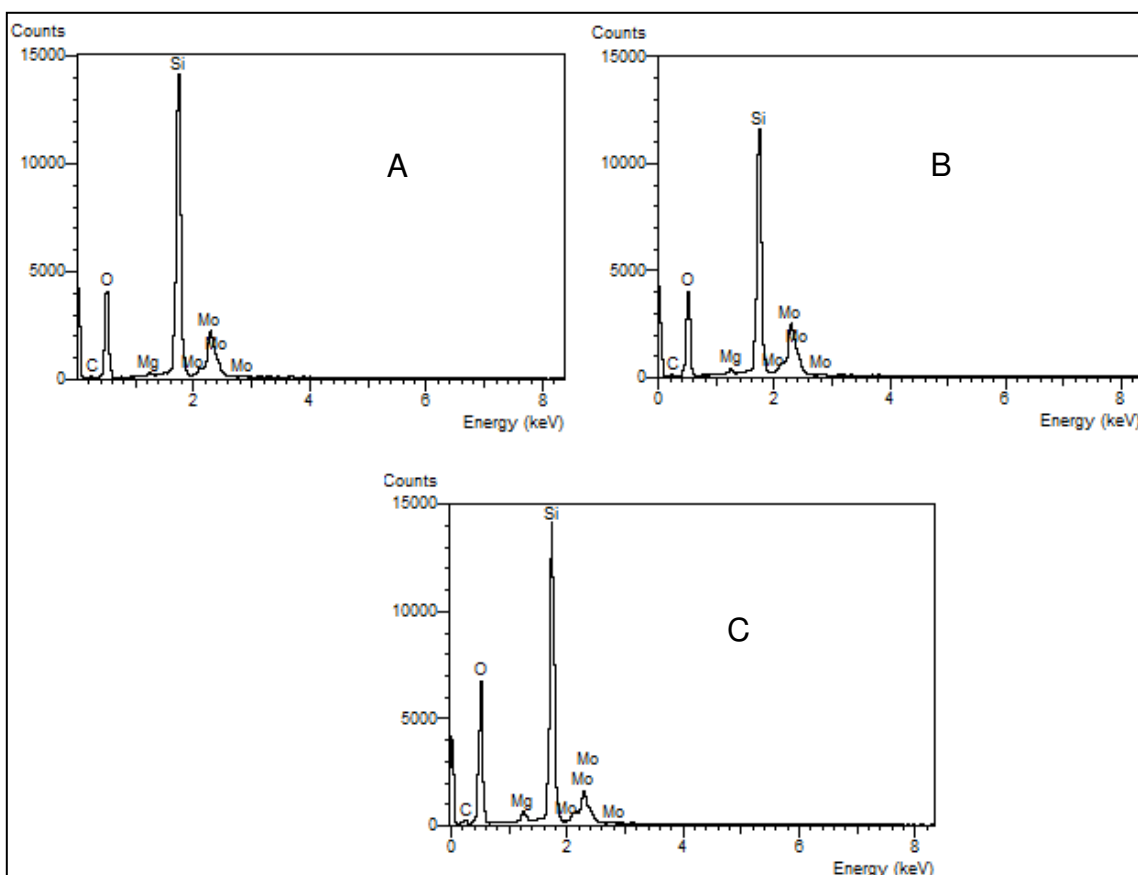 Counts
15000
10000
5000
0
Si
O
C
Mg
Mo
Mo
Mo
Mo
A
2
4
6
8
Energy (keV)
Counts
15000
10000
5000
0
Si
O
C
Mg
Mo
Mo
Mo
Mo
B
0
2
4
6
8
Energy (keV)
Counts
15000
10000
5000
0
Si
O
C
Mg
Mo
Mo
Mo
Mo
C
0
2
4
6
8
Energy (keV)